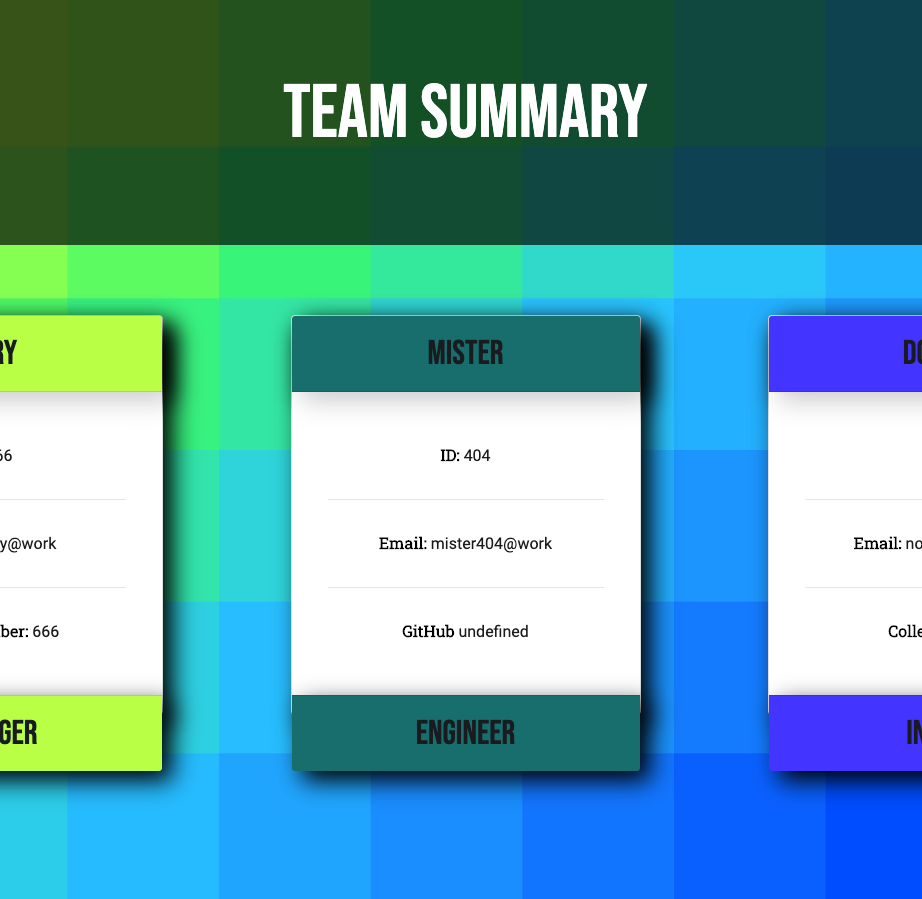 TEAM SUMMARY
RY
66
y@work
ber: 666
GER
MISTER
ID: 404
Email: mister404@work
GitHub undefined
ENGINEER
Email: no
Colle
IN